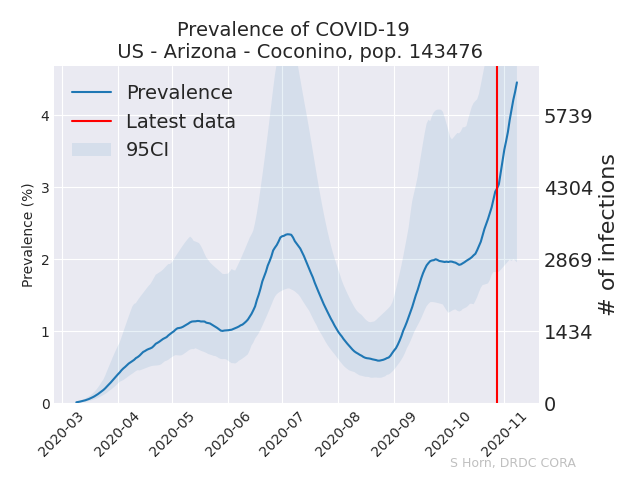 Prevalence of COVID-19
US - Arizona - Coconino, pop. 143476
Prevalence
Latest data
95CI
Prevalence (%)
4
3
2
1
0
5739
4304
2869
1434
0
# of infections
2020-03
2020-04
2020-05
2020-06
2020-07
2020-08
2020-09
2020-10
2020-11
S Horn, DRDC CORA